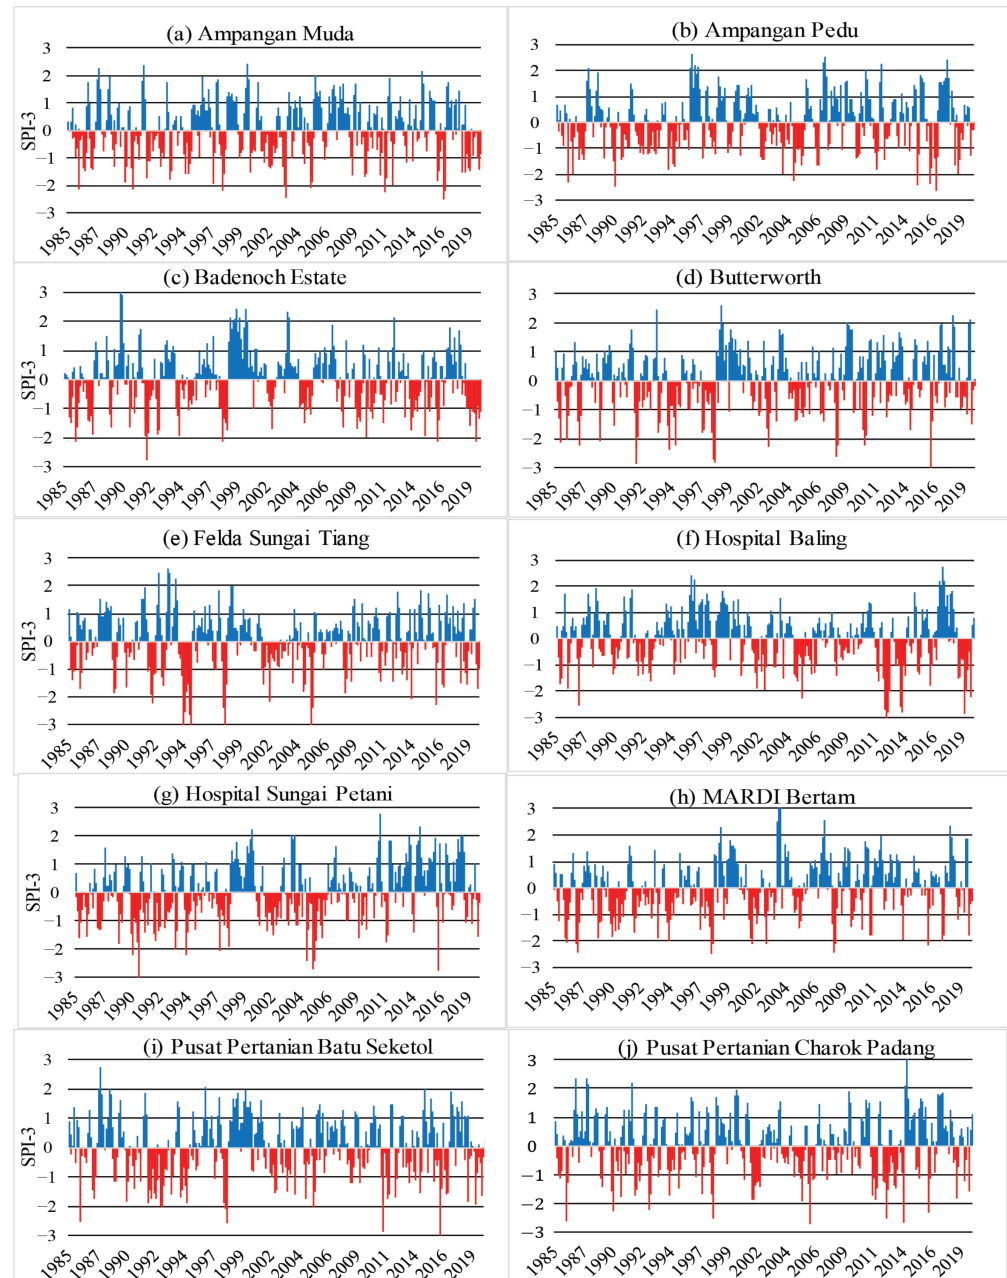 (a) Ampangan Muda
SPI-3
3
2
1
0
−1
−2
−3
1985 1987 1990 1992 1994 1997 1999 2002 2004 2006 2009 2011 2014 2016 2019
(b) Ampangan Pedu
3
2
1
0
−1
−2
−3
1985 1987 1990 1992 1994 1997 1999 2002 2004 2006 2009 2011 2014 2016 2019
(c) Badenoch Estate
3
2
1
0
−1
−2
−3
1985 1987 1990 1992 1994 1997 1999 2002 2004 2006 2009 2011 2014 2016 2019
(d) Butterworth
3
2
1
0
−1
−2
−3
1985 1987 1990 1992 1994 1997 1999 2002 2004 2006 2009 2011 2014 2016 2019
(e) Felda Sungai Tiang
SPI-3
3
2
1
0
−1
−2
−3
1985 1987 1990 1992 1994 1997 1999 2002 2004 2006 2009 2011 2014 2016 2019
(f) Hospital Baling
3
2
1
0
−1
−2
−3
1985 1987 1990 1992 1994 1997 1999 2002 2004 2006 2009 2011 2014 2016 2019
(g) Hospital Sungai Petani
SPI-3
3
2
1
0
−1
−2
−3
1985 1987 1990 1992 1994 1997 1999 2002 2004 2006 2009 2011 2014 2016 2019
(h) MARDI Bertam
3
2
1
0
−1
−2
−3
1985 1987 1990 1992 1994 1997 1999 2002 2004 2006 2009 2011 2014 2016 2019
(i) Pusat Pertanian Batu Seketol
SPI-3
3
2
1
0
−1
−2
−3
1985 1987 1990 1992 1994 1997 1999 2002 2004 2006 2009 2011 2014 2016 2019
(j) Pusat Pertanian Charok Padang
3
2
1
0
−1
−2
−3
1985 1987 1990 1992 1994 1997 1999 2002 2004 2006 2009 2011 2014 2016 2019